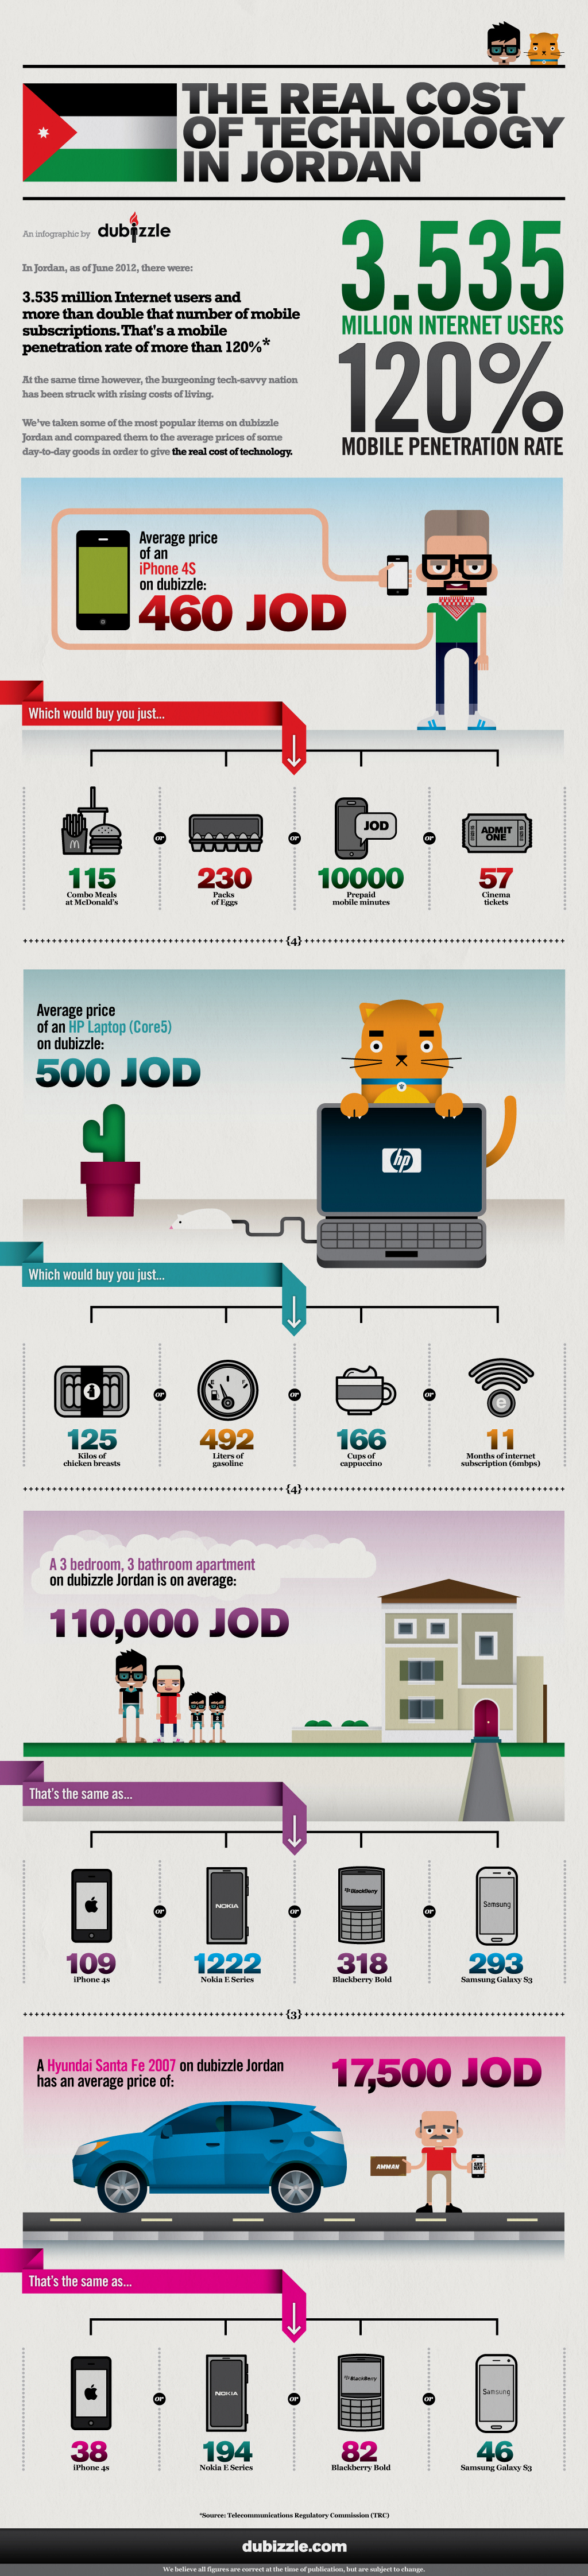 THE REAL COST
OF TECHNOLOGY
IN JORDAN
An infographic by dubizzle
In Jordan, as of June 2012, there were:
3.535 million Internet users and
more than double that number of mobile
subscriptions. That's a mobile
penetration rate of more than 120%*
At the same time however, the burgeoning tech-savvy nation
has been struck with rising costs of living.
We've taken some of the most popular items on dubizzle
Jordan and compared them to the average prices of some
day-to-day goods in order to give the real cost of technology.
3.535
MILLION INTERNET USERS
120%
MOBILE PENETRATION RATE
Average price
of an
iPhone 4S
on dubizzle:
460 JOD
Which would buy you just...
M
JOD
ADMIT
ONE
or
or
or
115
Combo Meals
at McDonald's
230
Packs
of Eggs
10000
Prepaid
mobile minutes
57
Cinema
tickets
{4}
Average price
of an HP Laptop (Core5)
on dubizzle:
500 JOD
hp
Which would buy you just...
E F
e
or
or
or
125
Kilos of
chicken breasts
492
Liters of
gasoline
166
Cups of
cappuccino
11
Months of internet
subscription (6mbps)
{4}
A 3 bedroom, 3 bathroom apartment
on dubizzle Jordan is on average:
110,000 JOD
That's the same as...
NOKIA
BlackBerry
Samsung
or
or
or
109
iPhone 4s
1222
Nokia E Series
318
Blackberry Bold
293
Samsung Galaxy S3
{3}
A Hyundai Santa Fe 2007 on dubizzle Jordan
has an average price of:
17,500 JOD
AMMAN
SAT
NAV
That's the same as...
NOKIA
BlackBerry
Samsung
or
or
or
38
iPhone 4s
194
Nokia E Series
82
Blackberry Bold
46
Samsung Galaxy S3
*Source: Telecommunications Regulatory Commission (TRC)
dubizzle.com
We believe all figures are correct at the time of publication, but are subject to change.